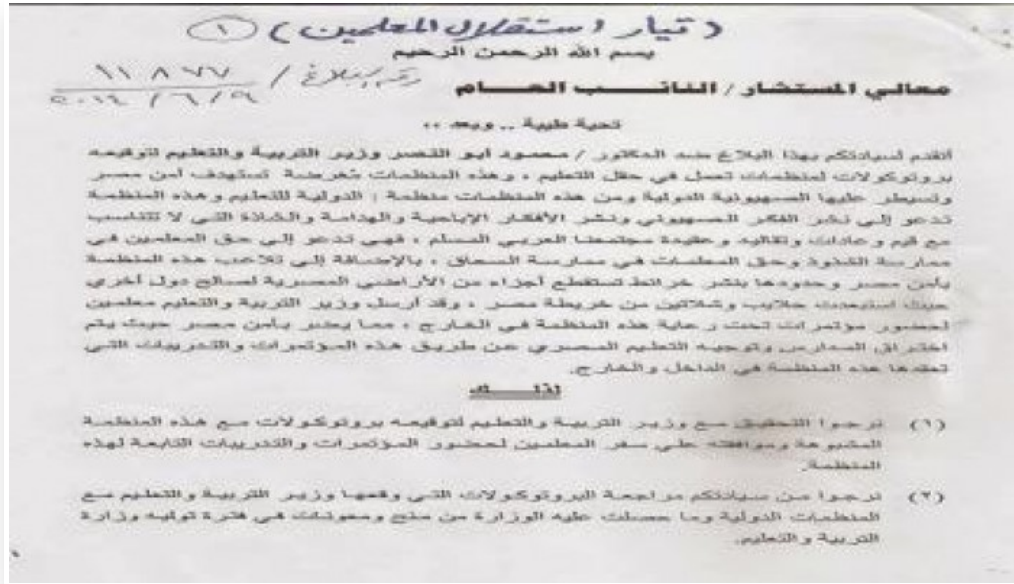 (تيار استقلال المعلمين) (١)
بسم الله الرحمن الرحيم
رقم بلاغ / ١١٨٧٧
٢٠١٤ / ٦ / ٩
معالي المستشار / النائب العام
تحية طيبة .. وبعد ..
أتقدم لسيادتكم بهذا البلاغ ضد الدكتور / محمود أبو النصر وزير التربية والتعليم لتوقيعه
بروتوكولات لمنظمات تعمل في حقل التعليم ، وهذه المنظمات مُغرضة تستهدف أمن مصر
وتسيطر عليها الصهيونية الدولية ومن هذه المنظمات منظمة : الدولية للتعليم وهذه المنظمة
تدعو إلى نشر الفكر الصهيوني ونشر الأفكار الإباحية والهدامة والشاذة التي لا تتناسب
مع قيم وعادات وتقاليد وعقيدة مجتمعنا العربي المسلم ، فهي تدعو إلى حق المعلمين في
ممارسة الشذوذ وحق المعلمات في ممارسة السحاق ، بالإضافة إلى تلاعب هذه المنظمة
بأمن مصر وحدودها بنشر خرائط تستقطع أجزاء من الأراضي المصرية لصالح دول أخري
حيث استبعدت حلايب وشلاتين من خريطة مصر ، وقد أرسل وزير التربية والتعليم معلمين
لحضور مؤتمرات تحت رعاية هذه المنظمة في الخارج ، مما يضر بأمن مصر حيث يتم
اختراق المدارس وتوجيه التعليم المصري عن طريق هذه المؤتمرات والتدريبات التي
تعقدها هذه المنظمة في الداخل والخارج.
لذلك
(١) نرجوا التحقيق مع وزير التربية والتعليم لتوقيعه بروتوكولات مع هذه المنظمة
المشبوهة وموافقته علي سفر المعلمين لحضور المؤتمرات والتدريبات التابعة لهذه
المنظمة.
(٢) نرجوا من سيادتكم مراجعة البروتوكولات التي وقعها وزير التربية والتعليم مع
المنظمات الدولية وما حصلت عليه الوزارة من منح ومعونات في فترة توليه وزارة
التربية والتعليم.